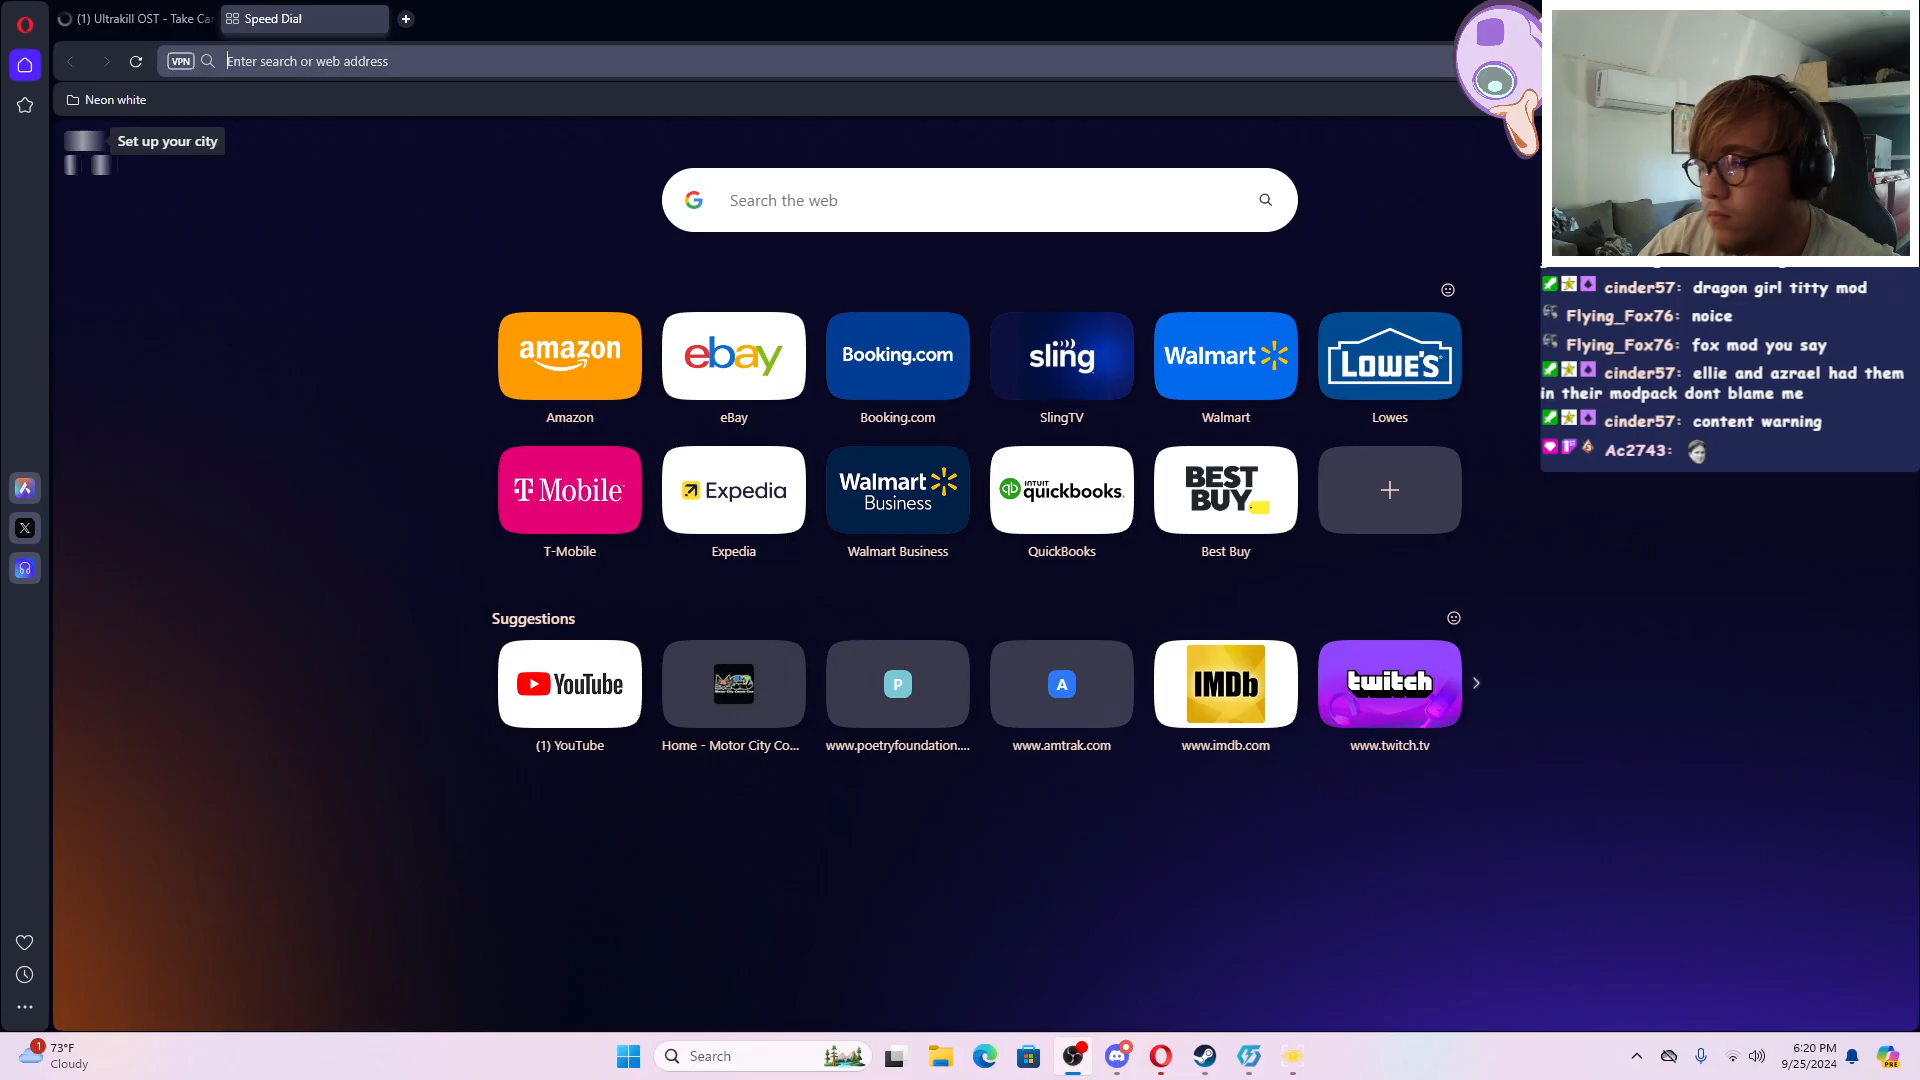 (1) Ultrakill OST - Take Car
Speed Dial
VPN
Enter search or web address
Neon white
Set up your city
Search the web
amazon
ebay
Booking.com
sling
Walmart
LOWE'S
Amazon
eBay
Booking.com
SlingTV
Walmart
Lowes
T Mobile
Expedia
Walmart
Business
INTUIT
quickbooks
BEST
BUY
T-Mobile
Expedia
Walmart Business
QuickBooks
Best Buy
Suggestions
YouTube
P
A
IMDb
twitch
(1) YouTube
Home - Motor City Co...
www.poetryfoundation....
www.amtrak.com
www.imdb.com
www.twitch.tv
cinder57: dragon girl titty mod
Flying_Fox76: noice
Flying_Fox76: fox mod you say
cinder57: ellie and azrael had them
in their modpack dont blame me
cinder57: content warning
Ac2743:
1
73°F
Cloudy
Search
6:20 PM
9/25/2024
PRE